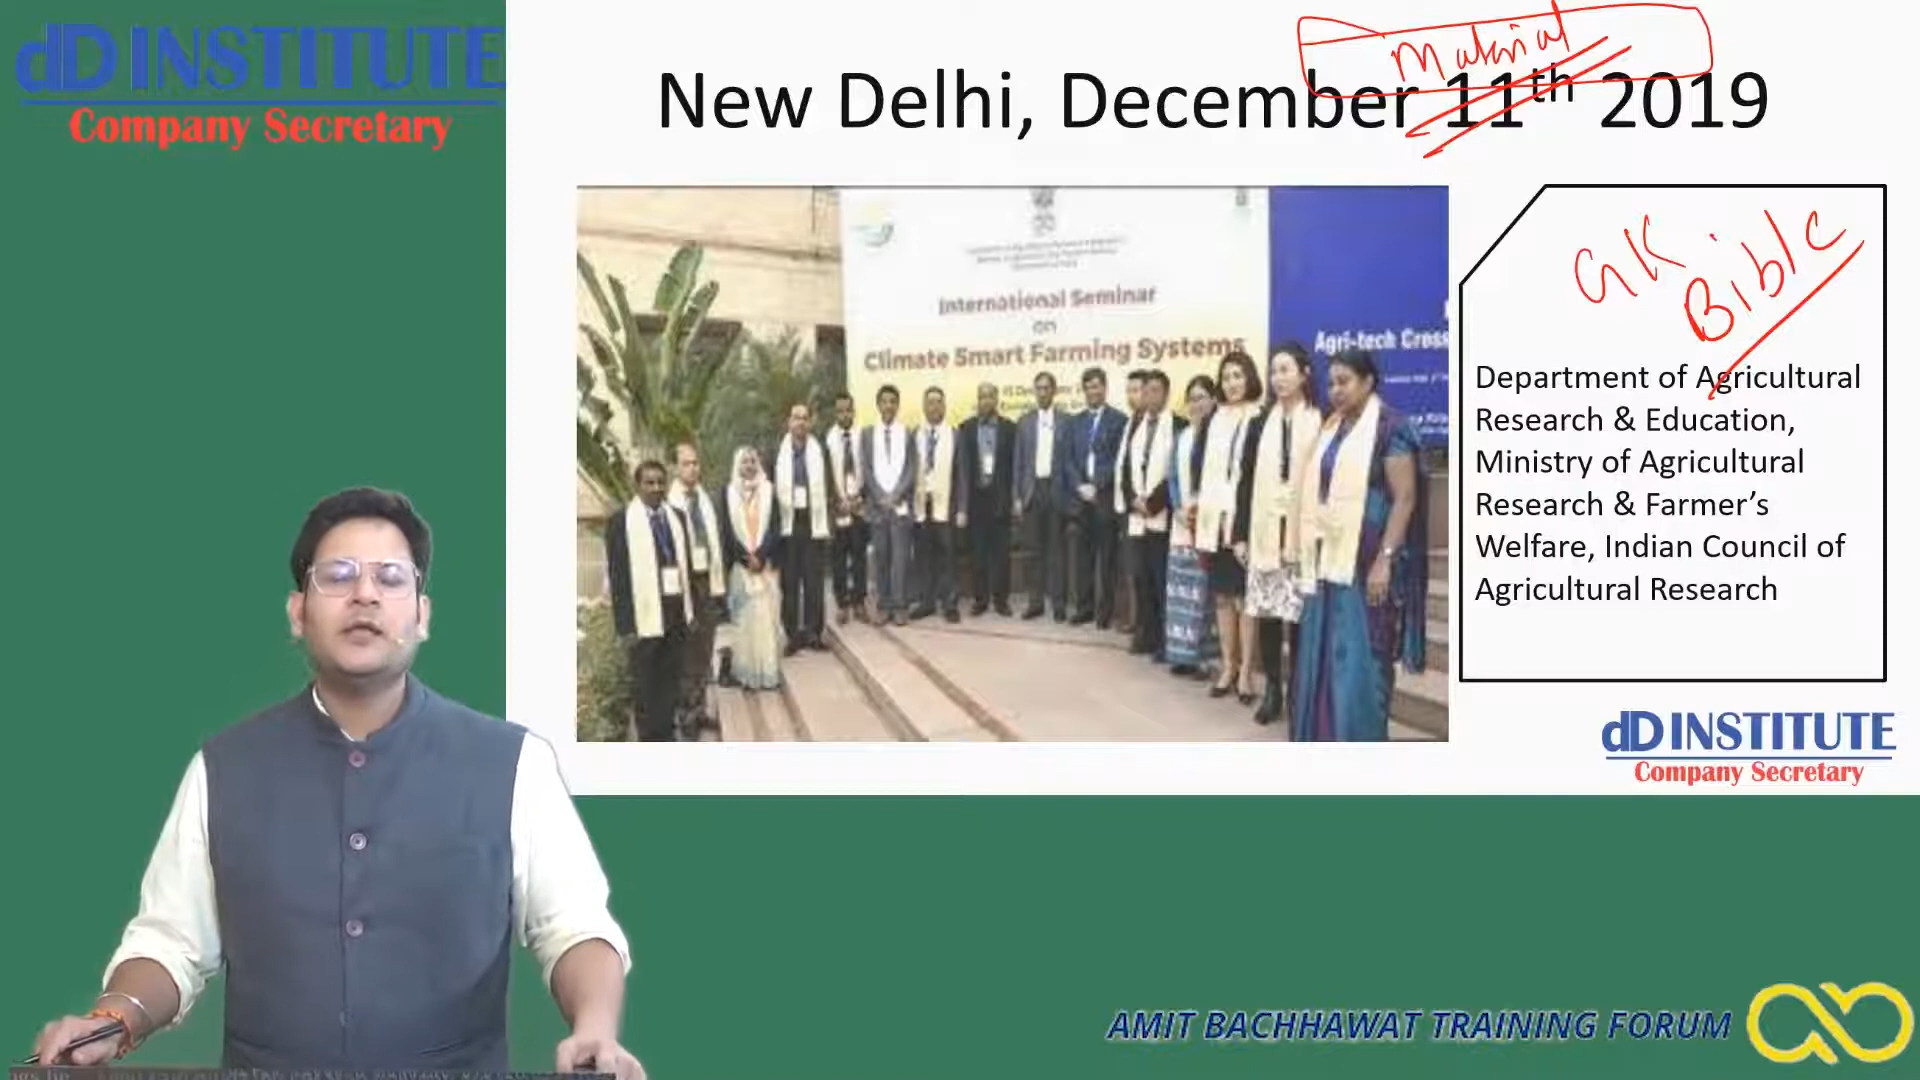 dD INSTITUTE
Company Secretary
Material
New Delhi, December 11th 2019
International Seminar
on
Climate Smart Farming Systems
Agri-tech Cross
GK
Bible
Department of Agricultural
Research & Education,
Ministry of Agricultural
Research & Farmer’s
Welfare, Indian Council of
Agricultural Research
dD INSTITUTE
Company Secretary
AMIT BACHHAWAT TRAINING FORUM